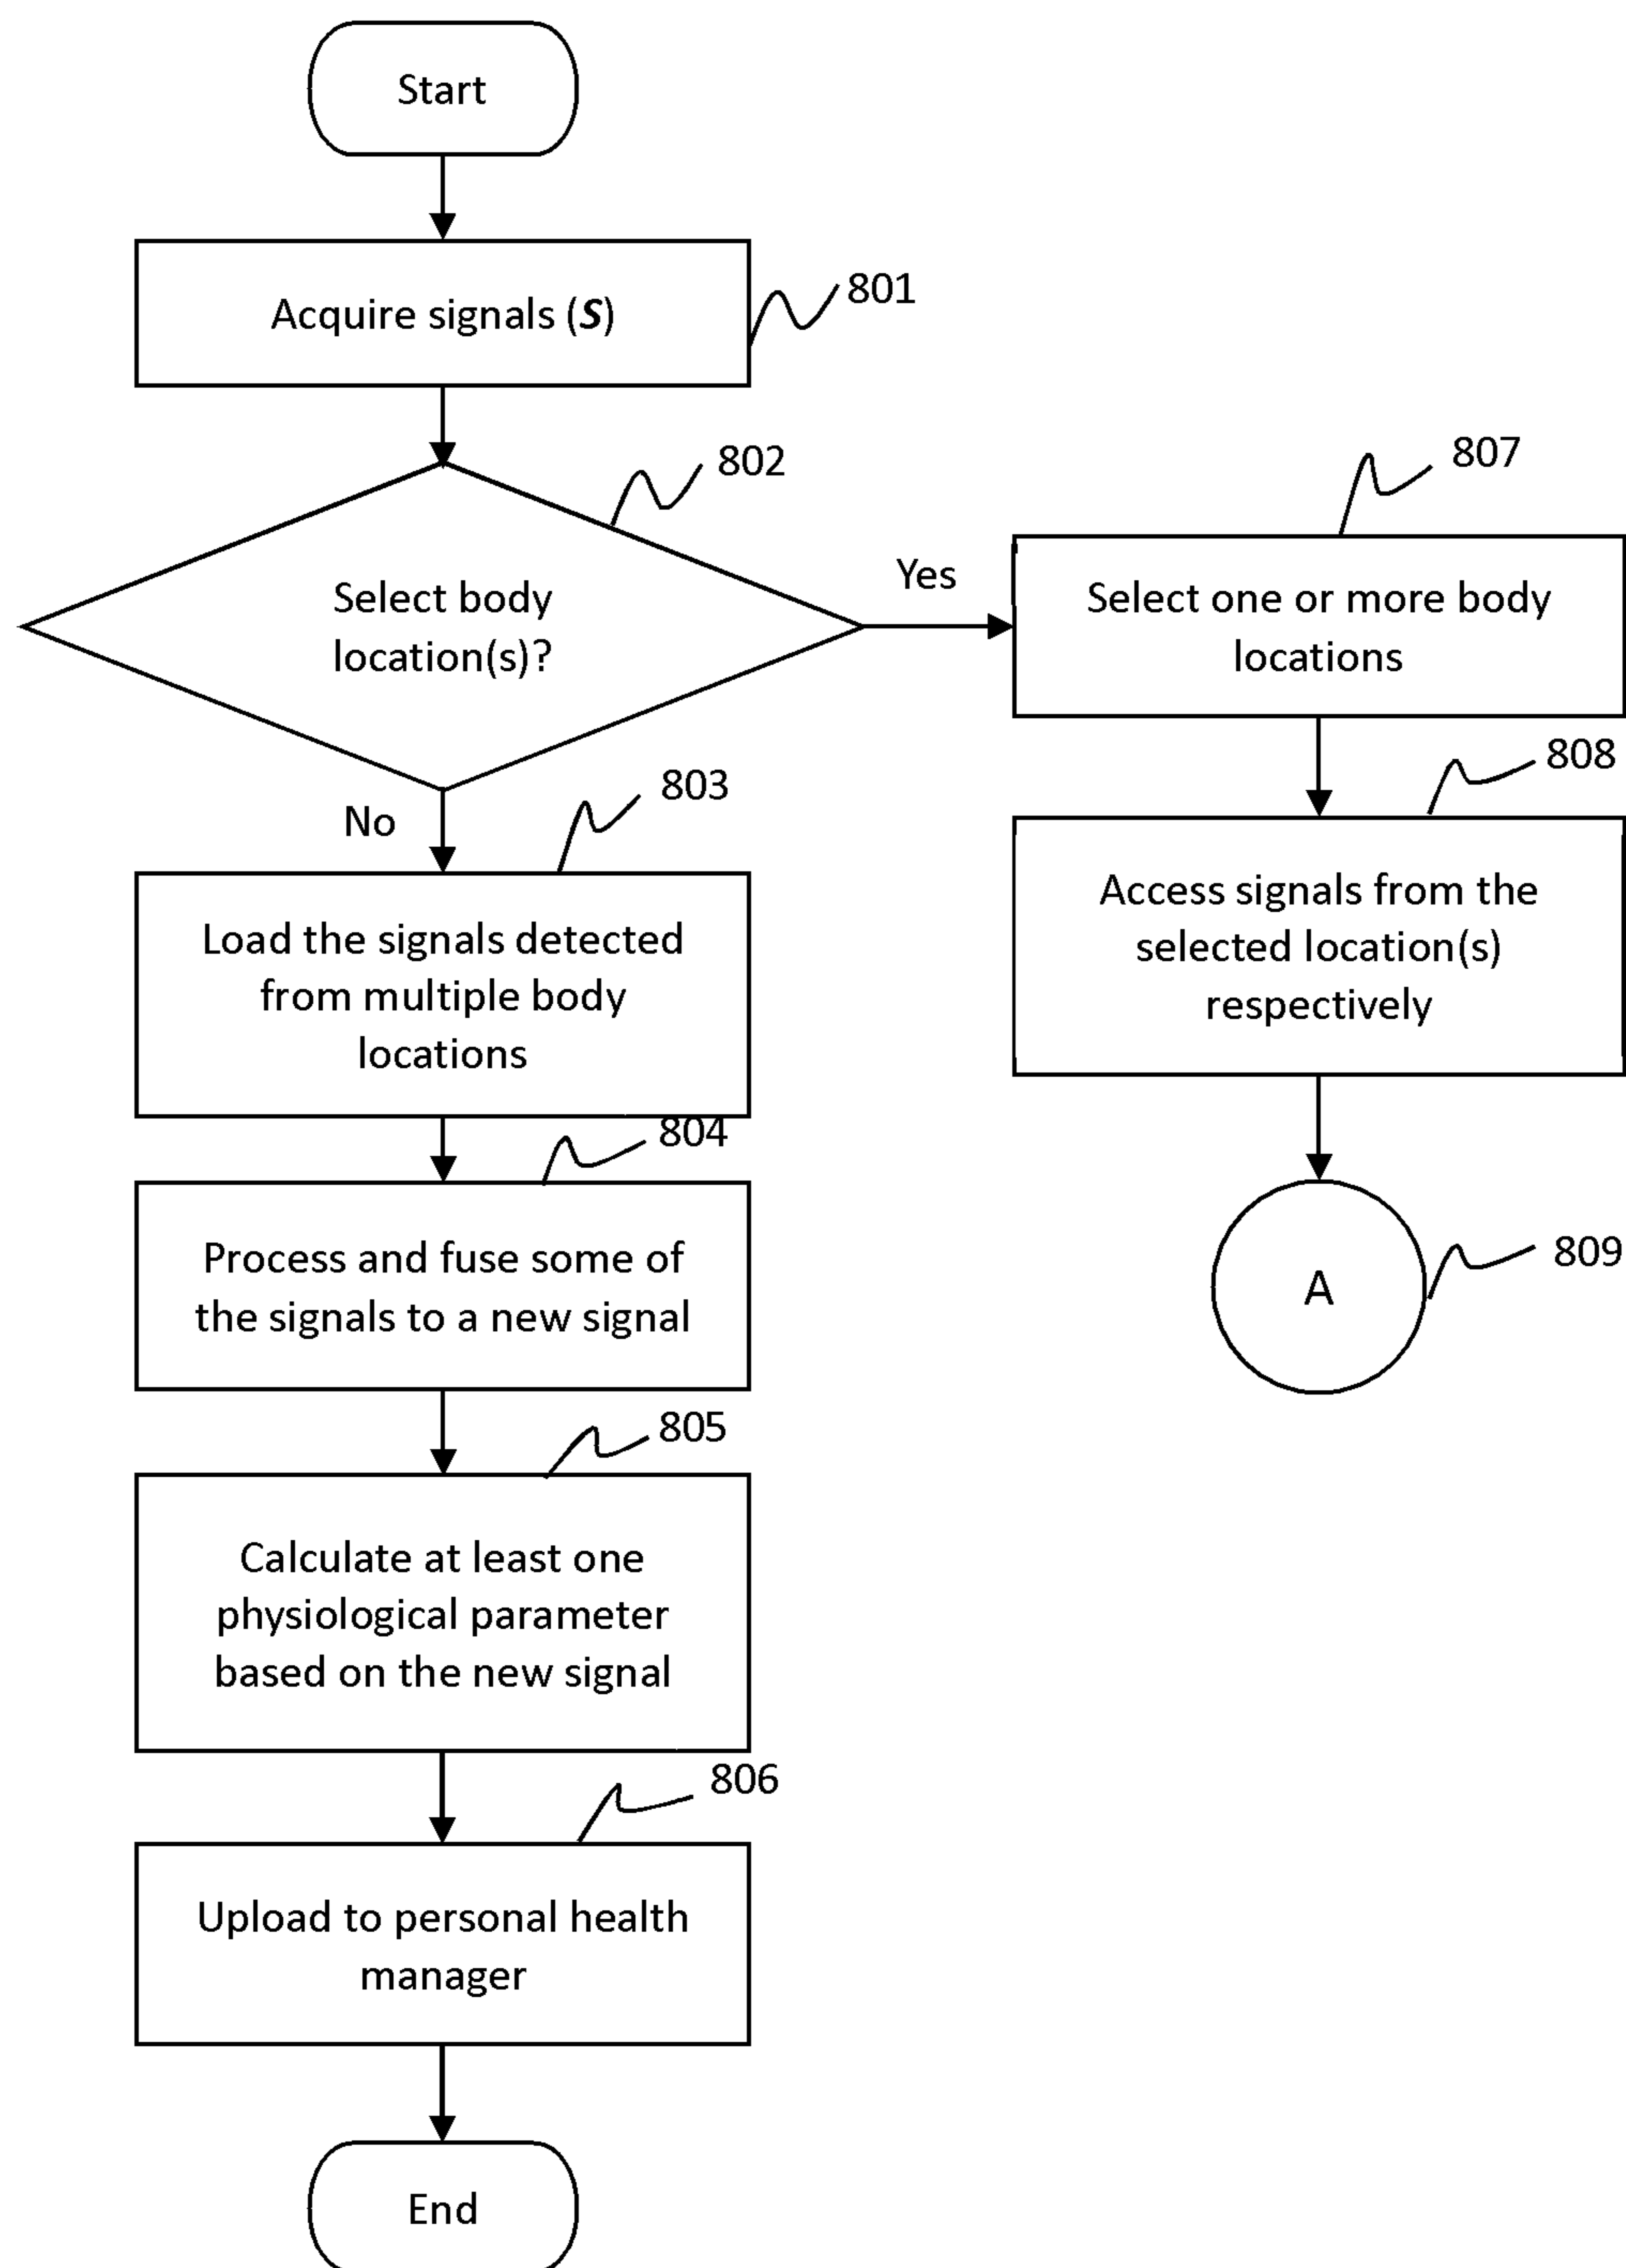 Start
Acquire signals (S)
801
802
Select body
location(s)?
Yes
No
807
Select one or more body
locations
808
Access signals from the
selected location(s)
respectively
A
809
803
Load the signals detected
from multiple body
locations
804
Process and fuse some of
the signals to a new signal
805
Calculate at least one
physiological parameter
based on the new signal
806
Upload to personal health
manager
End